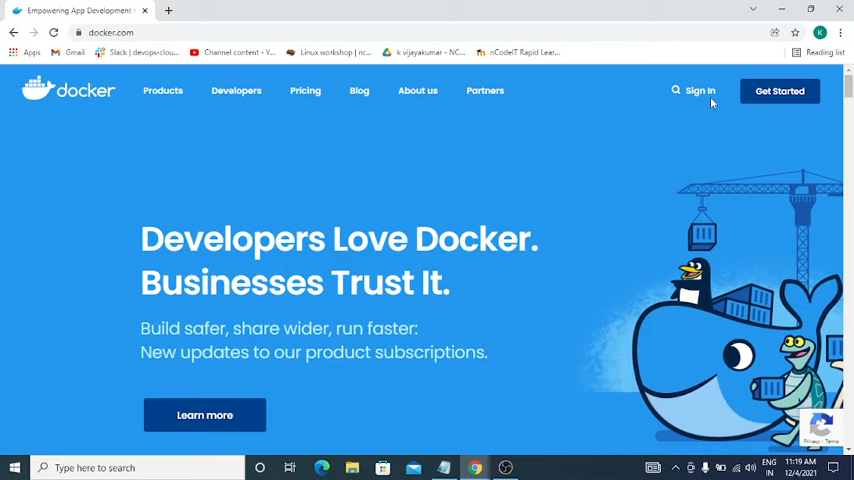 Empowering App Development
docker.com
Apps
Gmail
Slack | devops-clou...
Channel content - Y...
Linux workshop | nc...
k vijayakumar - NC...
nCodeIT Rapid Lear...
Reading list
K
docker
Products
Developers
Pricing
Blog
About us
Partners
Sign In
Get Started
Developers Love Docker.
Businesses Trust It.
Build safer, share wider, run faster:
New updates to our product subscriptions.
Learn more
Privacy - Terms
Type here to search
ENG
IN
11:19 AM
12/4/2021